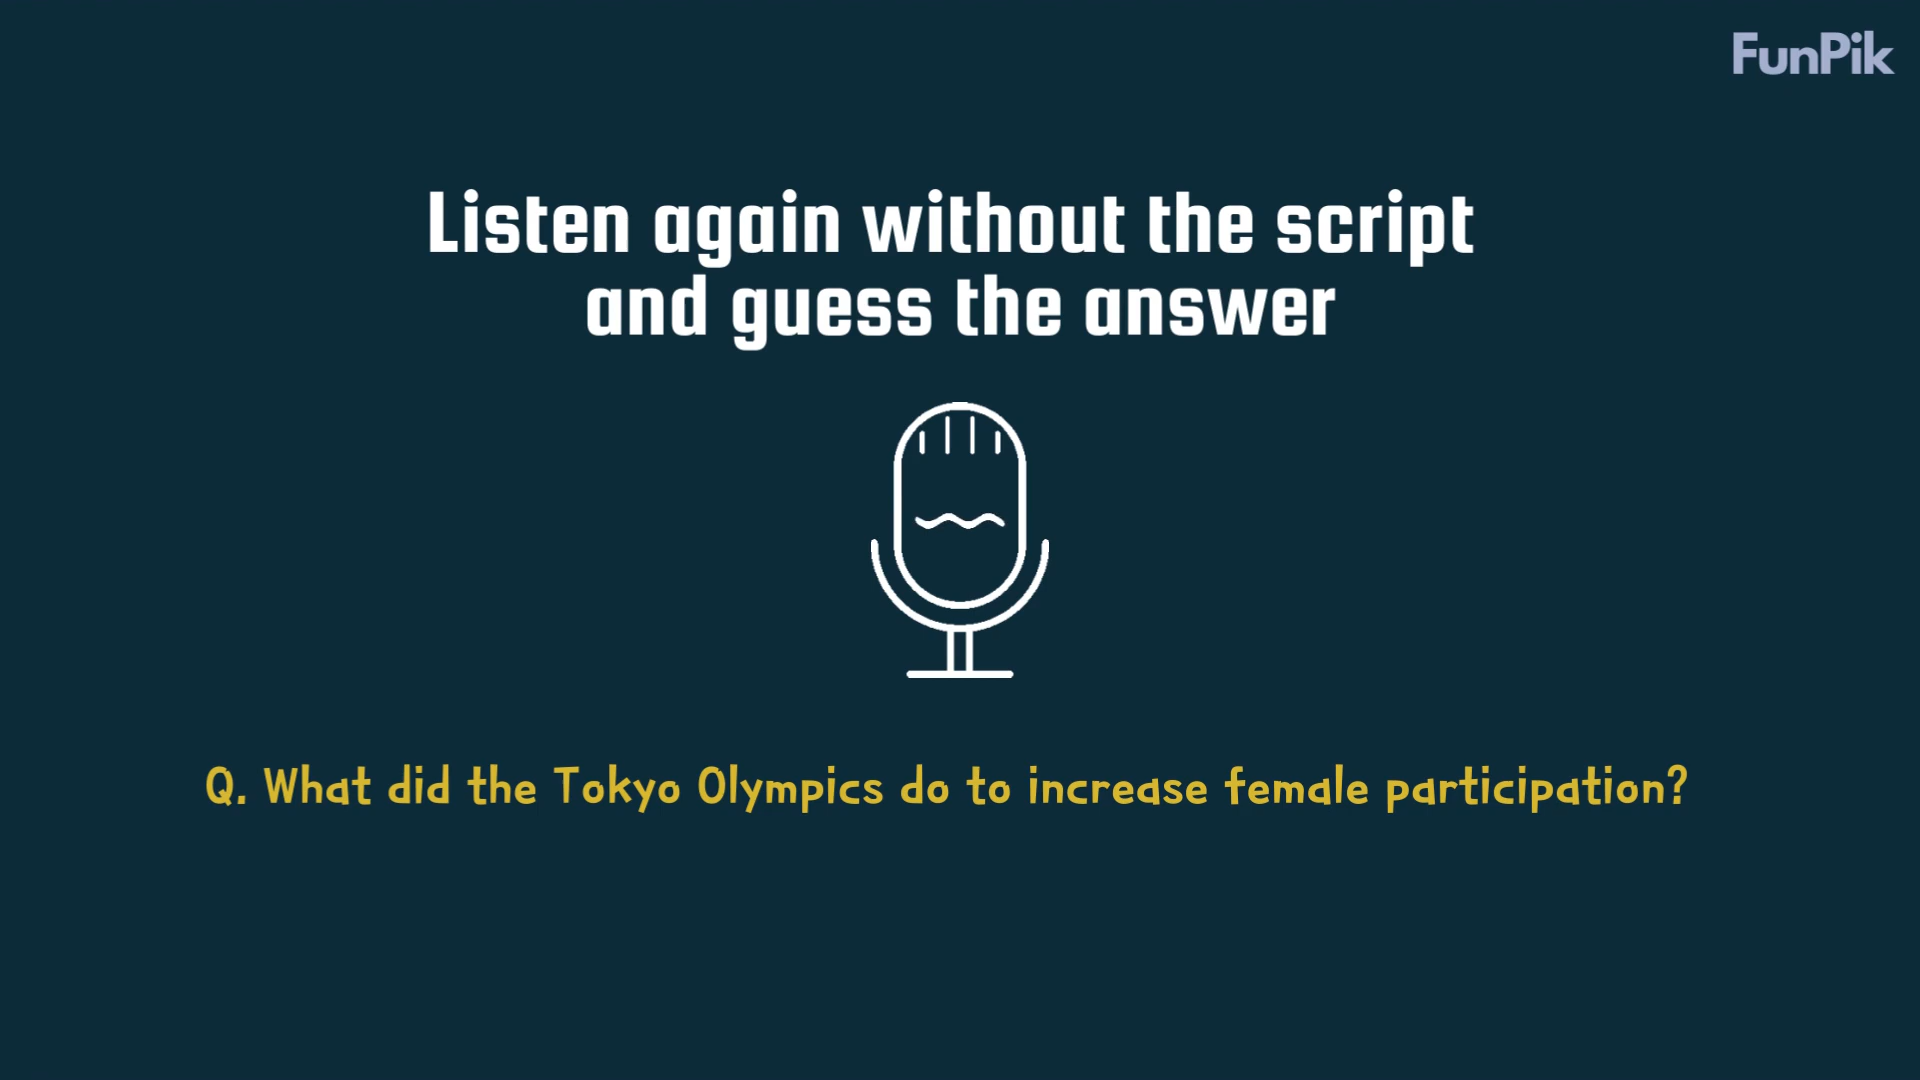 FunPik
Listen again without the script
and guess the answer
Q. What did the Tokyo Olympics do to increase female participation?